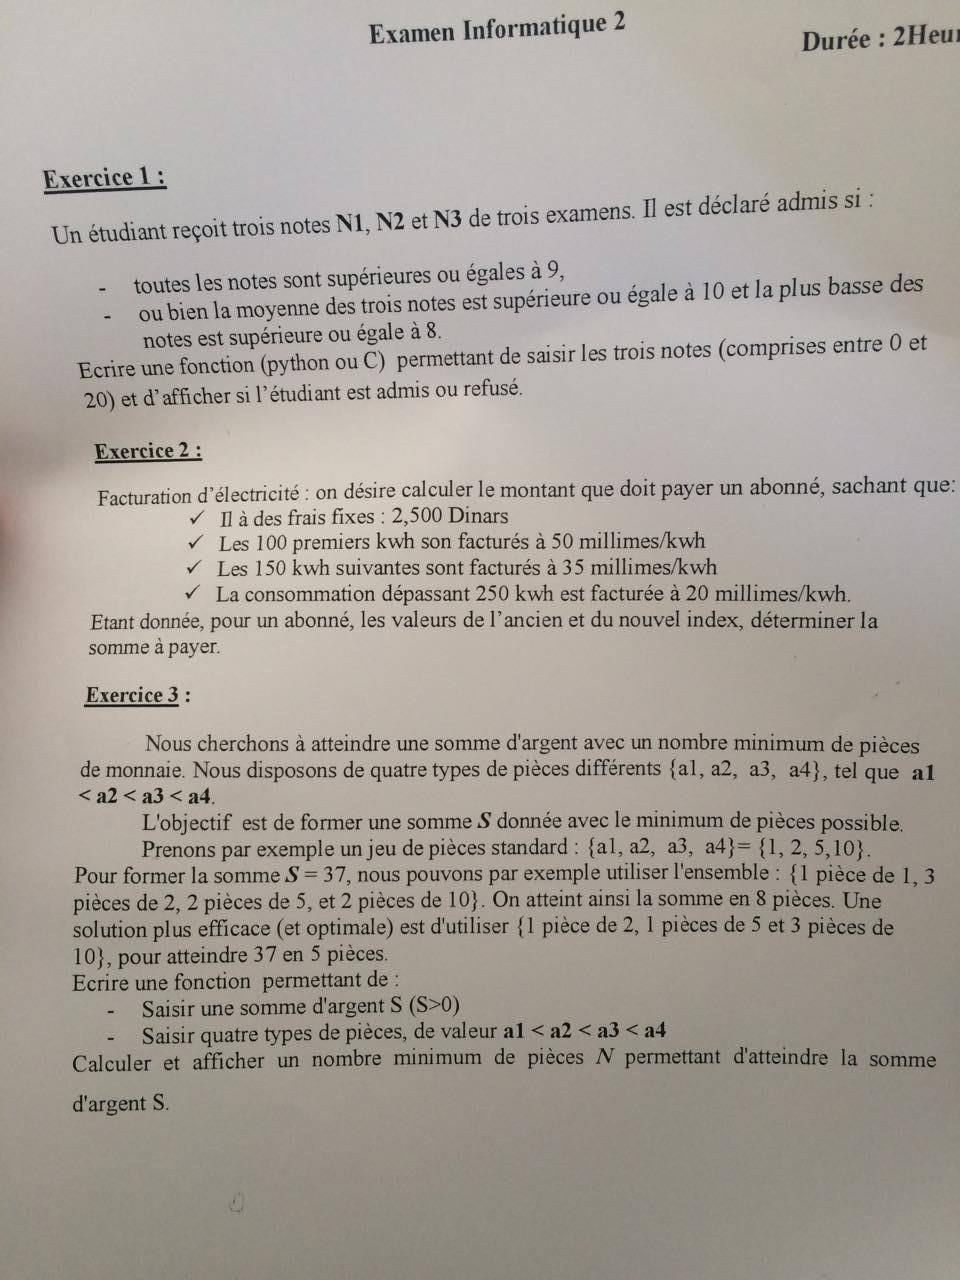 Examen Informatique 2
Durée : 2Heu
Exercice 1 :
Un étudiant reçoit trois notes N1, N2 et N3 de trois examens. Il est déclaré admis si :
- toutes les notes sont supérieures ou égales à 9,
- ou bien la moyenne des trois notes est supérieure ou égale à 10 et la plus basse des
notes est supérieure ou égale à 8.
Ecrire une fonction (python ou C) permettant de saisir les trois notes (comprises entre 0 et
20) et d'afficher si l'étudiant est admis ou refusé.
Exercice 2 :
Facturation d'électricité : on désire calculer le montant que doit payer un abonné, sachant que:
✓ Il à des frais fixes : 2,500 Dinars
✓ Les 100 premiers kwh son facturés à 50 millimes/kwh
✓ Les 150 kwh suivantes sont facturés à 35 millimes/kwh
✓ La consommation dépassant 250 kwh est facturée à 20 millimes/kwh.
Etant donnée, pour un abonné, les valeurs de l'ancien et du nouvel index, déterminer la
somme à payer.
Exercice 3 :
Nous cherchons à atteindre une somme d'argent avec un nombre minimum de pièces
de monnaie. Nous disposons de quatre types de pièces différents {a1, a2, a3, a4}, tel que a1
< a2 < a3 < a4.
L'objectif est de former une somme S donnée avec le minimum de pièces possible.
Prenons par exemple un jeu de pièces standard : {a1, a2, a3, a4}= {1, 2, 5,10}.
Pour former la somme S = 37, nous pouvons par exemple utiliser l'ensemble : {1 pièce de 1, 3
pièces de 2, 2 pièces de 5, et 2 pièces de 10}. On atteint ainsi la somme en 8 pièces. Une
solution plus efficace (et optimale) est d'utiliser {1 pièce de 2, 1 pièces de 5 et 3 pièces de
10}, pour atteindre 37 en 5 pièces.
Ecrire une fonction permettant de :
- Saisir une somme d'argent S (S>0)
- Saisir quatre types de pièces, de valeur a1 < a2 < a3 < a4
Calculer et afficher un nombre minimum de pièces N permettant d'atteindre la somme
d'argent S.